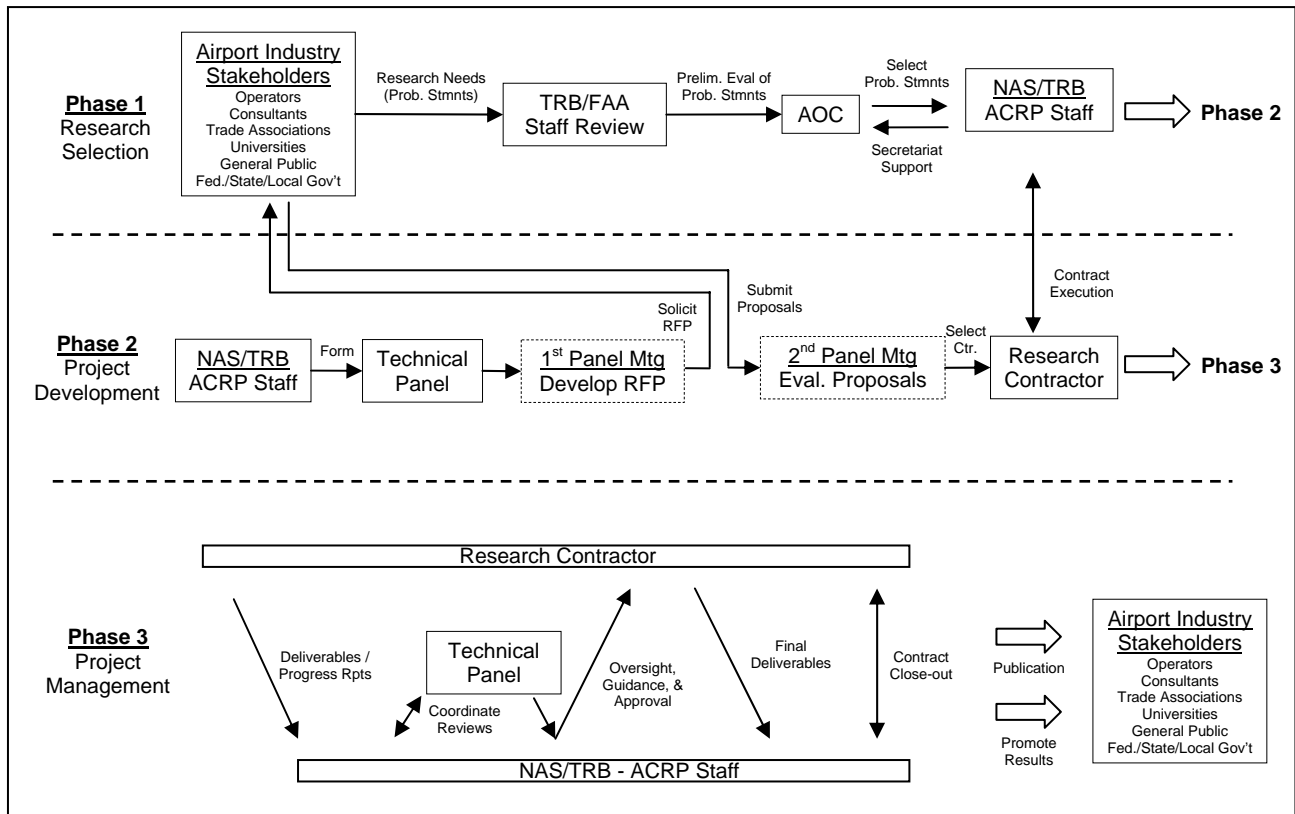 Phase 1
Research
Selection
Airport Industry
Stakeholders
Operators
Consultants
Trade Associations
Universities
General Public
Fed./State/Local Gov't
Research Needs
(Prob. Stmnts)
TRB/FAA
Staff Review
Prelim. Eval of
Prob. Stmnts
AOC
Select
Prob. Stmnts
Secretariat
Support
NAS/TRB
ACRP Staff
Phase 2
Contract
Execution
Phase 2
Project
Development
NAS/TRB
ACRP Staff
Form
Technical
Panel
1st Panel Mtg
Develop RFP
Solicit
RFP
Submit
Proposals
2nd Panel Mtg
Eval. Proposals
Select
Ctr.
Research
Contractor
Phase 3
Phase 3
Project
Management
Research Contractor
Deliverables /
Progress Rpts
Technical
Panel
Coordinate
Reviews
Oversight,
Guidance, &
Approval
Final
Deliverables
Contract
Close-out
NAS/TRB - ACRP Staff
Publication
Promote
Results
Airport Industry
Stakeholders
Operators
Consultants
Trade Associations
Universities
General Public
Fed./State/Local Gov't